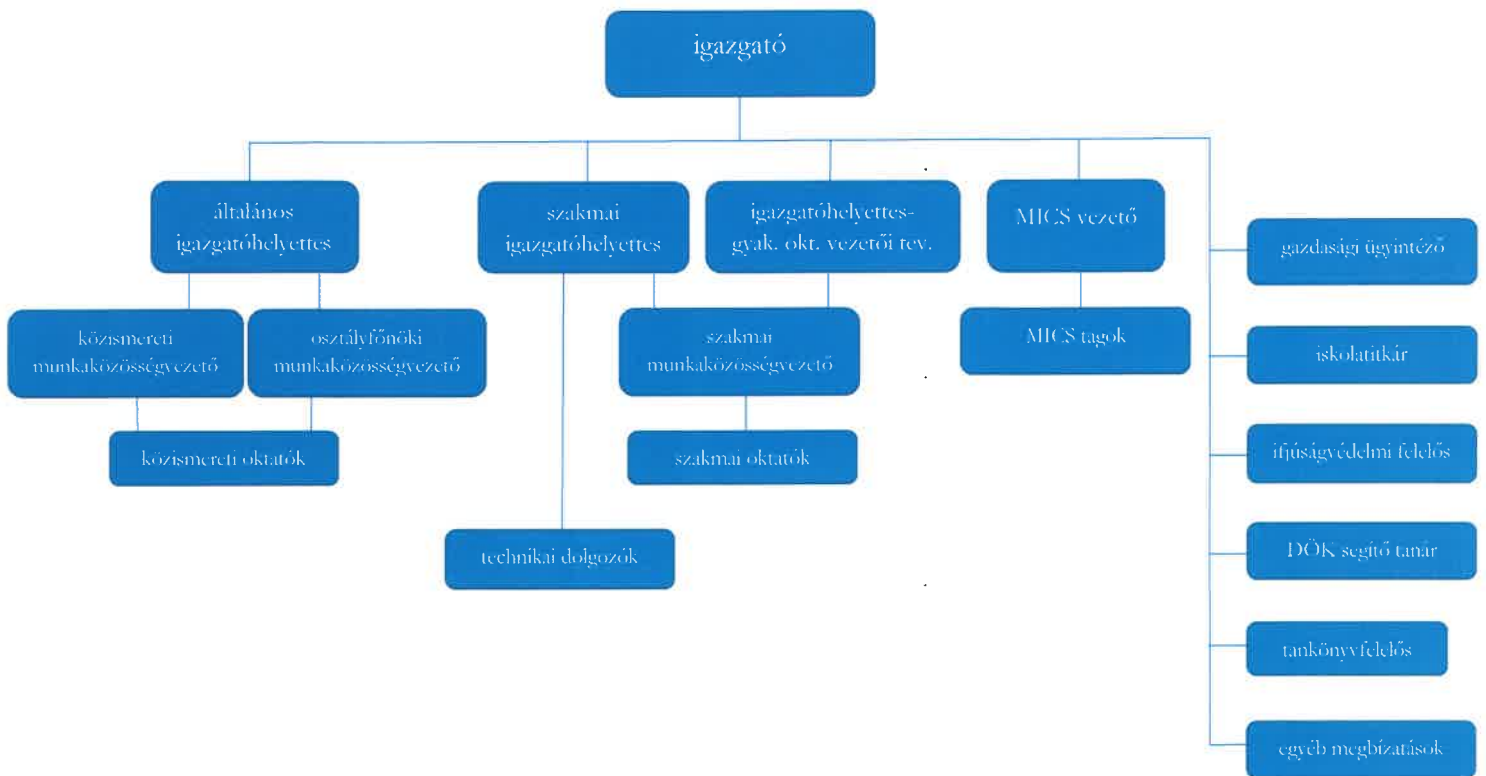 igazgató
általános
igazgatóhelyettes
szakmai
igazgatóhelyettes
igazgatóhelyettes-
gyak. okt. vezetői tev.
MICS vezető
gazdasági ügyintéző
közismereti
munkaközösségvezető
osztályfőnöki
munkaközösségvezető
szakmai
munkaközösségvezető
MICS tagok
iskolatitkár
közismereti oktatók
szakmai oktatók
ifjúságvédelmi felelős
technikai dolgozók
DÖK segítő tanár
tankönyvfelelős
egyéb megbízatások